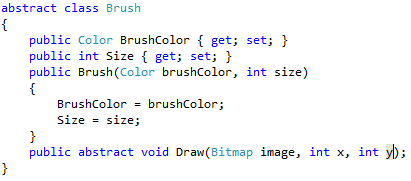 abstract class Brush
{
    public Color BrushColor { get; set; }
    public int Size { get; set; }
    public Brush(Color brushColor, int size)
    {
        BrushColor = brushColor;
        Size = size;
    }
    public abstract void Draw(Bitmap image, int x, int y);
}